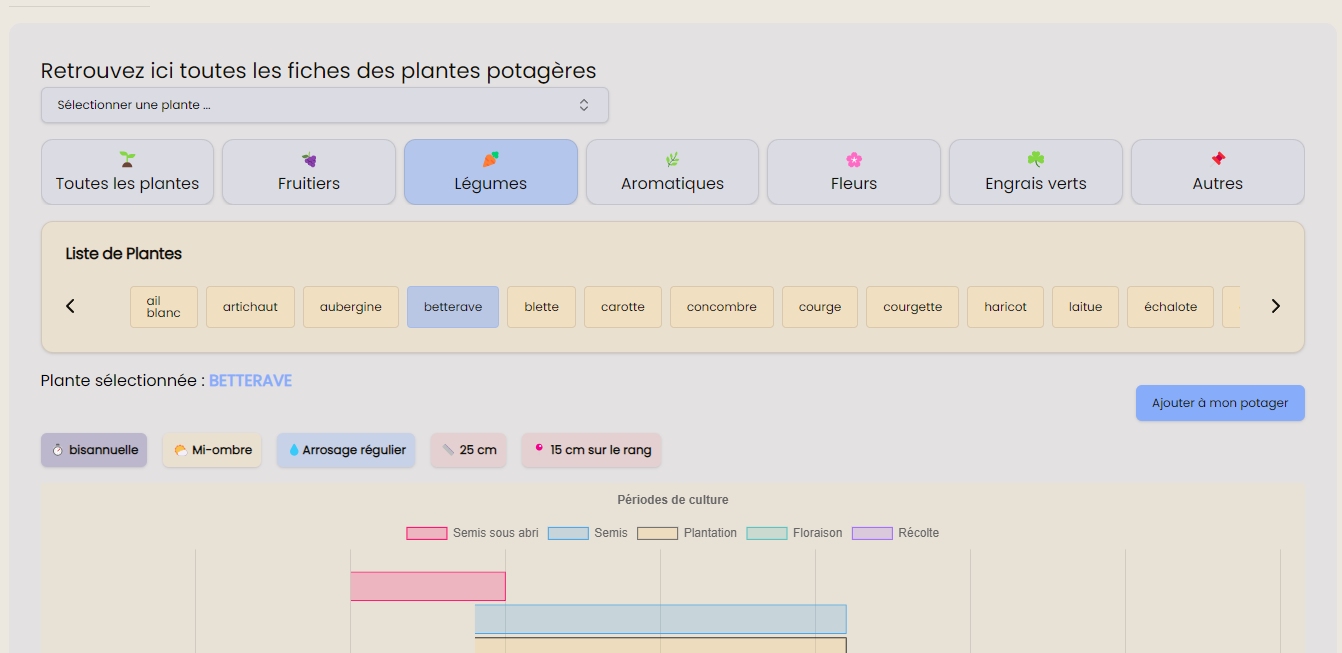 Retrouvez ici toutes les fiches des plantes potagères
Sélectionner une plante ...
Toutes les plantes
Fruitiers
Légumes
Aromatiques
Fleurs
Engrais verts
Autres
Liste de Plantes
ail
blanc
artichaut
aubergine
betterave
blette
carotte
concombre
courge
courgette
haricot
laitue
échalote
Plante sélectionnée : BETTERAVE
Ajouter à mon potager
bisannuelle
Mi-ombre
Arrosage régulier
25 cm
15 cm sur le rang
Périodes de culture
Semis sous abri
Semis
Plantation
Floraison
Récolte